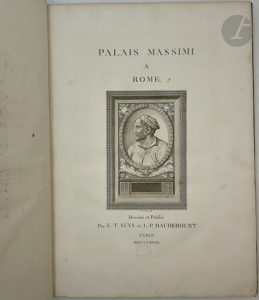 PALAIS MASSIMI
A
ROME.
Dessiné et Publié
Par F. T. SUYS et L. P. HAUDEBOURT
PARIS
MDCCCXVIII.